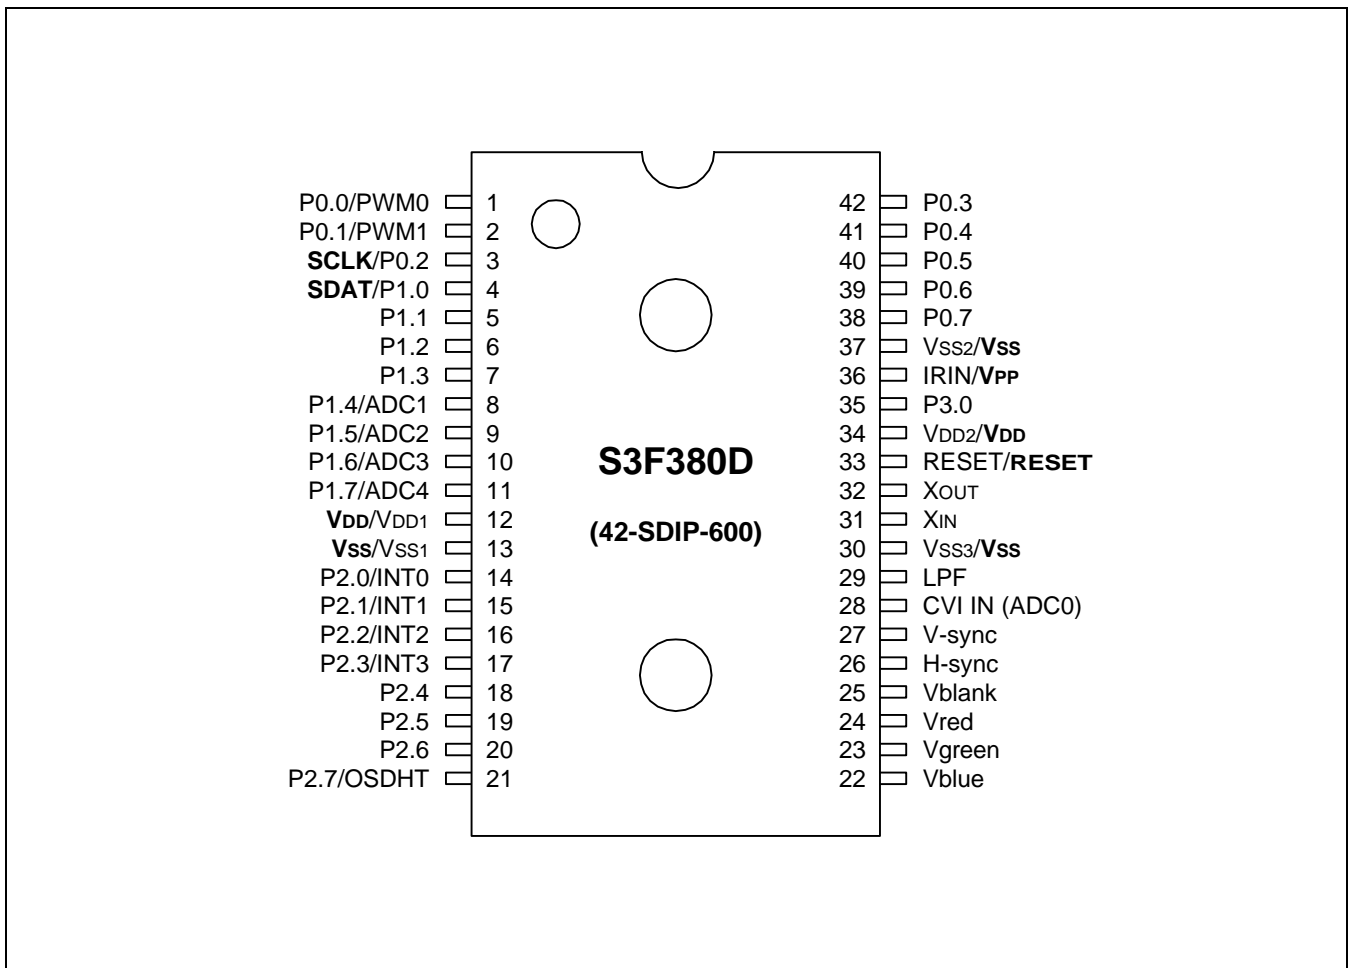 P0.0/PWM0 1 42 P0.3
P0.1/PWM1 2 41 P0.4
SCLK/P0.2 3 40 P0.5
SDAT/P1.0 4 39 P0.6
P1.1 5 38 P0.7
P1.2 6 37 VSS2/VSS
P1.3 7 36 IRIN/VPP
P1.4/ADC1 8 35 P3.0
P1.5/ADC2 9 34 VDD2/VDD
P1.6/ADC3 10 S3F380D 33 RESET/RESET
P1.7/ADC4 11 32 XOUT
VDD/VDD1 12 (42-SDIP-600) 31 XIN
VSS/VSS1 13 30 VSS3/VSS
P2.0/INT0 14 29 LPF
P2.1/INT1 15 28 CVI IN (ADC0)
P2.2/INT2 16 27 V-sync
P2.3/INT3 17 26 H-sync
P2.4 18 25 Vblank
P2.5 19 24 Vred
P2.6 20 23 Vgreen
P2.7/OSDHT 21 22 Vblue